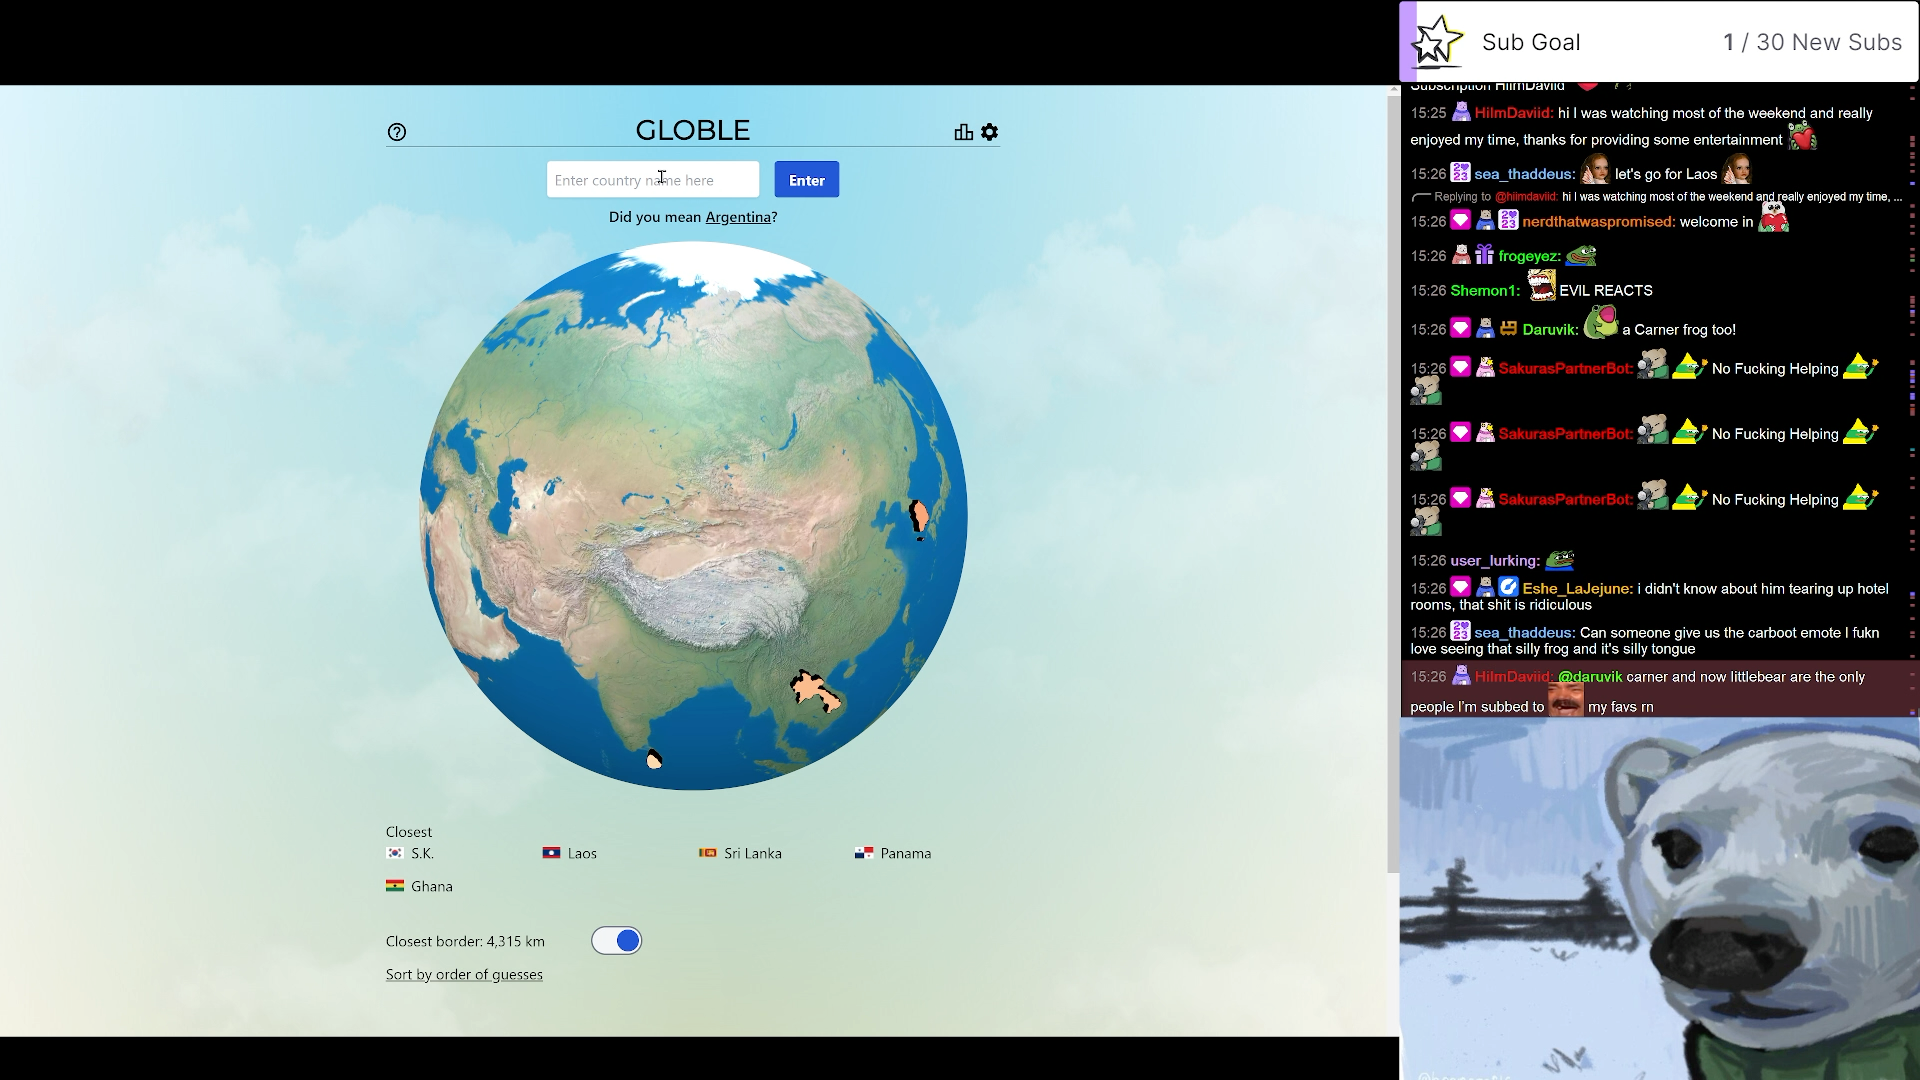 GLOBLE
Enter country name here
Enter
Did you mean Argentina?
Closest
S.K.
Laos
Sri Lanka
Panama
Ghana
Closest border: 4,315 km
Sort by order of guesses
Sub Goal
1 / 30 New Subs
Subscription HilmDaviid
15:25 HilmDaviid: hi I was watching most of the weekend and really
enjoyed my time, thanks for providing some entertainment
15:26 sea_thaddeus: let's go for Laos
Replying to @hilmdaviid: hi I was watching most of the weekend and really enjoyed my time, ...
15:26 nerdthatwaspromised: welcome in
15:26 frogeyez:
15:26 Shemon1: EVIL REACTS
15:26 Daruvik: a Carner frog too!
15:26 SakurasPartnerBot: No Fucking Helping
15:26 SakurasPartnerBot: No Fucking Helping
15:26 SakurasPartnerBot: No Fucking Helping
15:26 user_lurking:
15:26 Eshe_LaJejune: i didn't know about him tearing up hotel
rooms, that shit is ridiculous
15:26 sea_thaddeus: Can someone give us the carboot emote I fukn
love seeing that silly frog and it's silly tongue
15:26 HilmDaviid: @daruvik carner and now littlebear are the only
people I'm subbed to my favs rn